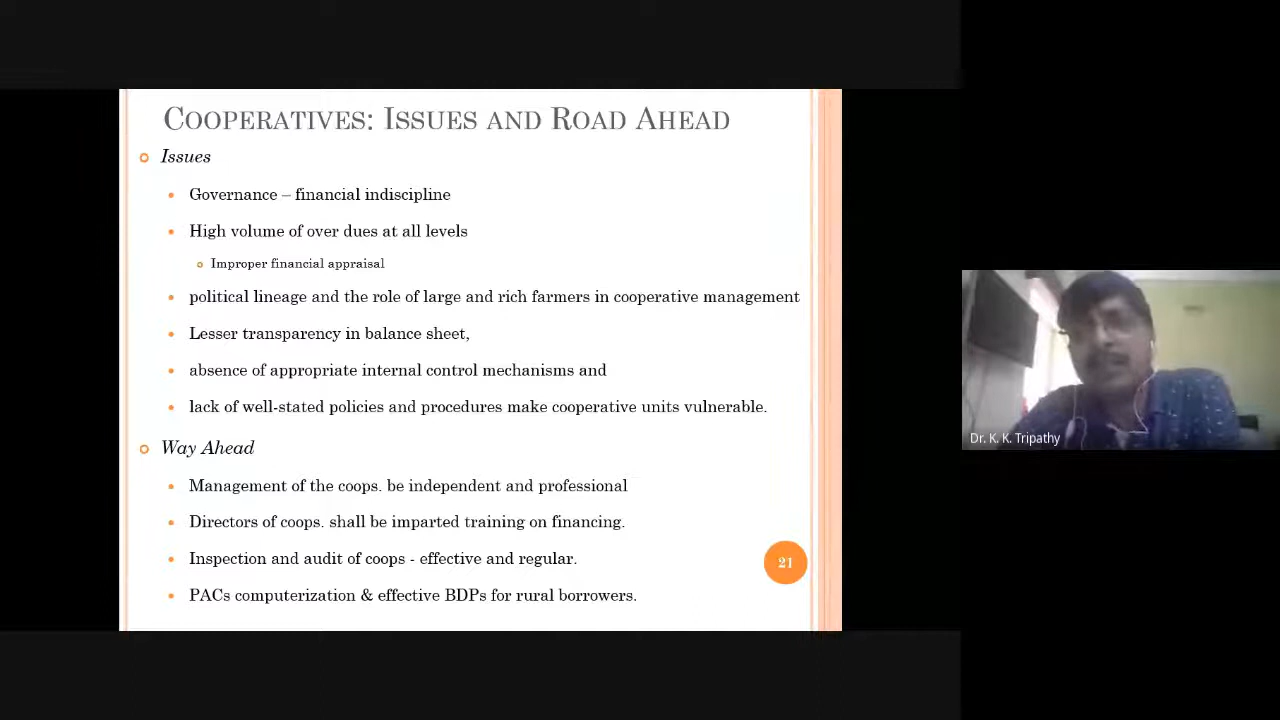 COOPERATIVES: ISSUES AND ROAD AHEAD
Issues
Governance – financial indiscipline
High volume of over dues at all levels
Improper financial appraisal
political lineage and the role of large and rich farmers in cooperative management
Lesser transparency in balance sheet,
absence of appropriate internal control mechanisms and
lack of well-stated policies and procedures make cooperative units vulnerable.
Way Ahead
Management of the coops. be independent and professional
Directors of coops. shall be imparted training on financing.
Inspection and audit of coops - effective and regular.
21
PACs computerization & effective BDPs for rural borrowers.
Dr. K. K. Tripathy